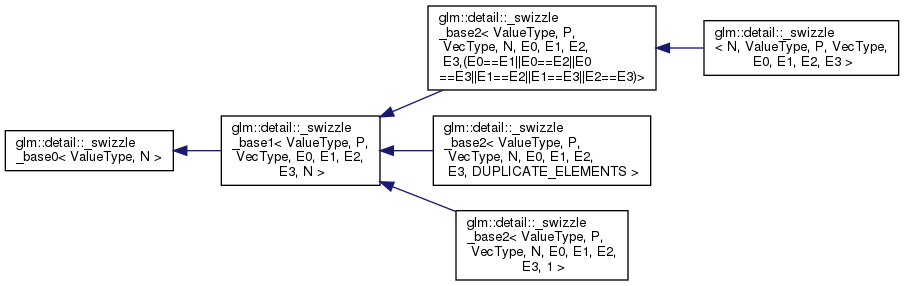 glm::detail::_swizzle
_base0< ValueType, N >
glm::detail::_swizzle
_base1< ValueType, P,
VecType, E0, E1, E2,
E3, N >
glm::detail::_swizzle
_base2< ValueType, P,
VecType, N, E0, E1, E2,
E3,(E0==E1||E0==E2||E0
==E3||E1==E2||E1==E3||E2==E3)>
glm::detail::_swizzle
_base2< ValueType, P,
VecType, N, E0, E1, E2,
E3, DUPLICATE_ELEMENTS >
glm::detail::_swizzle
_base2< ValueType, P,
VecType, N, E0, E1, E2,
E3, 1 >
glm::detail::_swizzle
< N, ValueType, P, VecType,
E0, E1, E2, E3 >